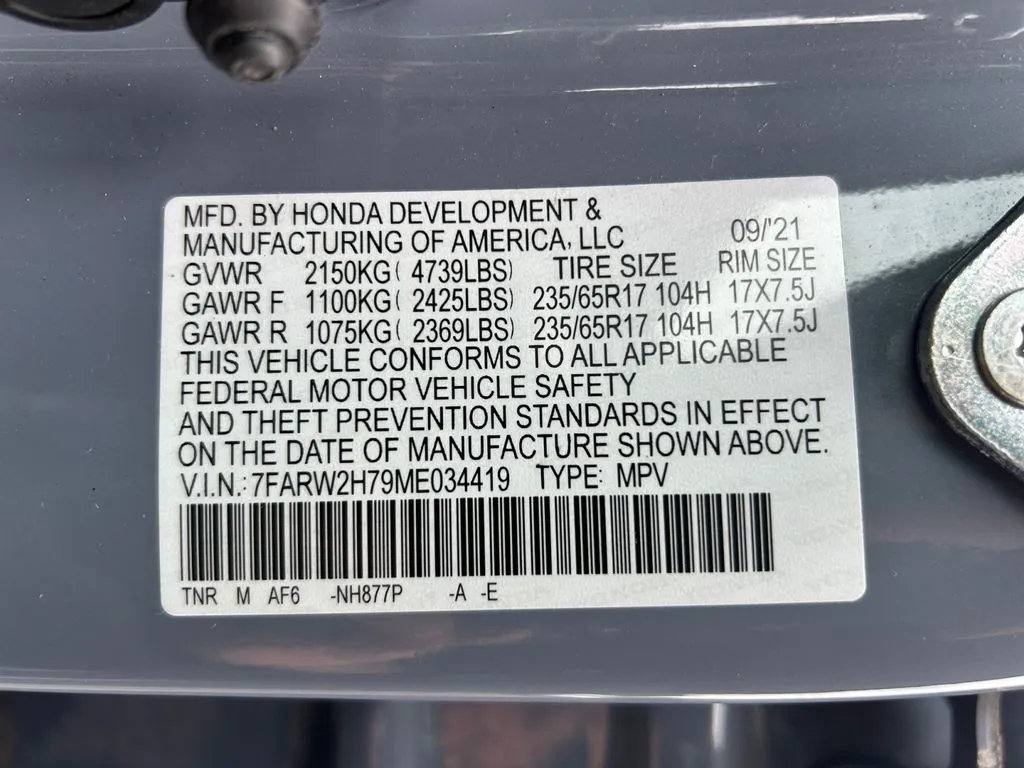 MFD. BY HONDA DEVELOPMENT &
MANUFACTURING OF AMERICA, LLC 09/'21
GVWR 2150KG( 4739LBS) TIRE SIZE RIM SIZE
GAWR F 1100KG( 2425LBS) 235/65R17 104H 17X7.5J
GAWR R 1075KG( 2369LBS) 235/65R17 104H 17X7.5J
THIS VEHICLE CONFORMS TO ALL APPLICABLE
FEDERAL MOTOR VEHICLE SAFETY
AND THEFT PREVENTION STANDARDS IN EFFECT
ON THE DATE OF MANUFACTURE SHOWN ABOVE.
V.I.N.: 7FARW2H79ME034419 TYPE: MPV
TNR M AF6 -NH877P -A -E